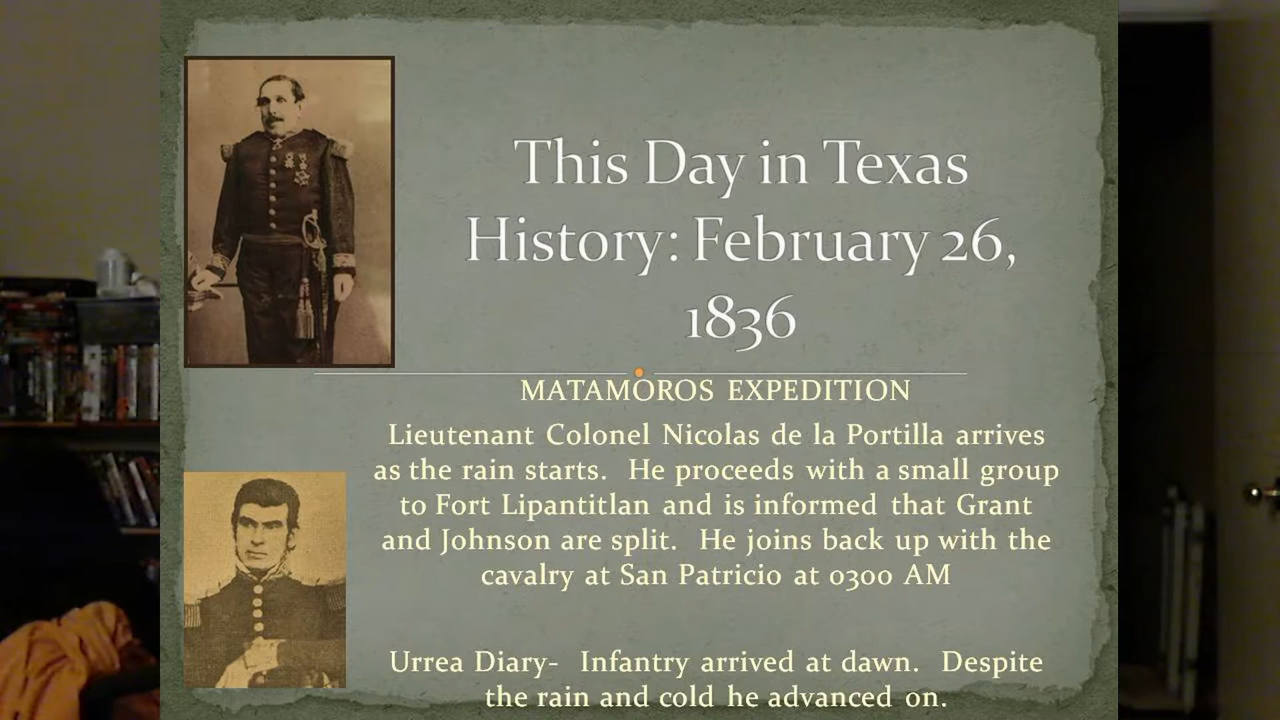 This Day in Texas
History: February 26,
1836
MATAMOROS EXPEDITION
Lieutenant Colonel Nicolas de la Portilla arrives
as the rain starts.  He proceeds with a small group
to Fort Lipantitlan and is informed that Grant
and Johnson are split.  He joins back up with the
cavalry at San Patricio at 0300 AM
Urrea Diary-  Infantry arrived at dawn.  Despite
the rain and cold he advanced on.